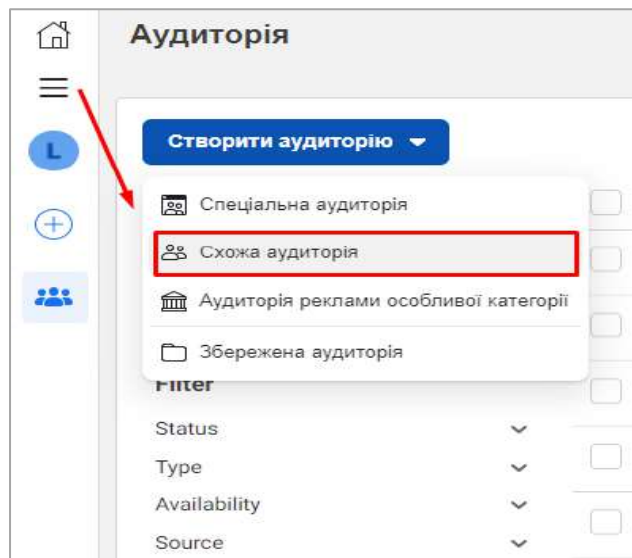 Аудиторія
L
Створити аудиторію
Спеціальна аудиторія
Схожа аудиторія
Аудиторія реклами особливої категорії
Збережена аудиторія
Filter
Status
Type
Availability
Source